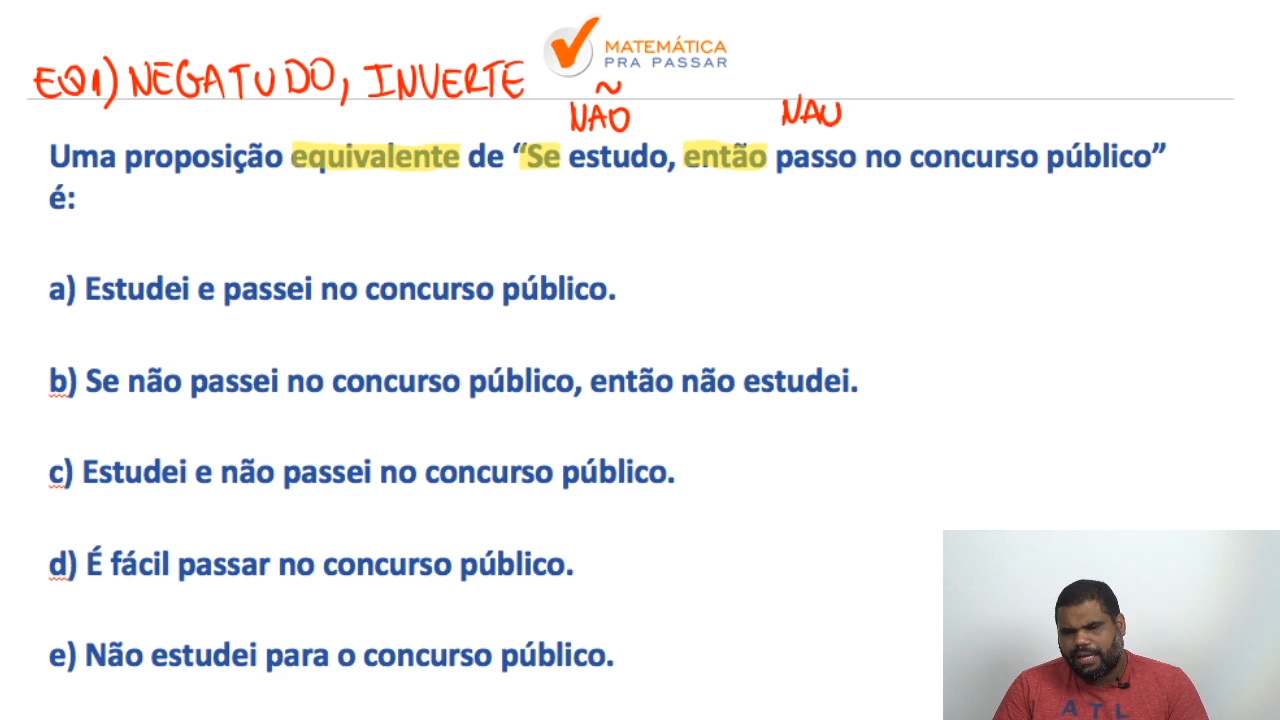 MATEMÁTICA
PRA PASSAR
EQ1) NEGA TUDO, INVERTE
NÃO NAU
Uma proposição equivalente de “Se estudo, então passo no concurso público”
é:
a) Estudei e passei no concurso público.
b) Se não passei no concurso público, então não estudei.
c) Estudei e não passei no concurso público.
d) É fácil passar no concurso público.
e) Não estudei para o concurso público.
ATL